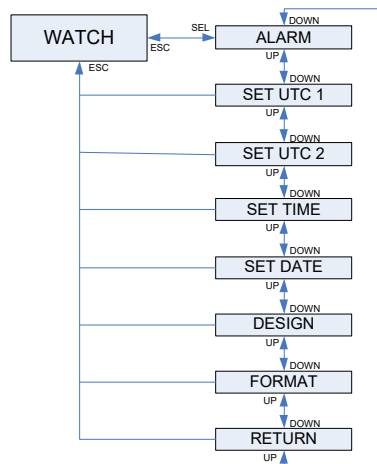 DOWN
SEL
WATCH
ALARM
ESC
UP
ESC
DOWN
SET UTC 1
UP
DOWN
SET UTC 2
UP
DOWN
SET TIME
UP
DOWN
SET DATE
UP
DOWN
DESIGN
UP
DOWN
FORMAT
UP
DOWN
RETURN
UP